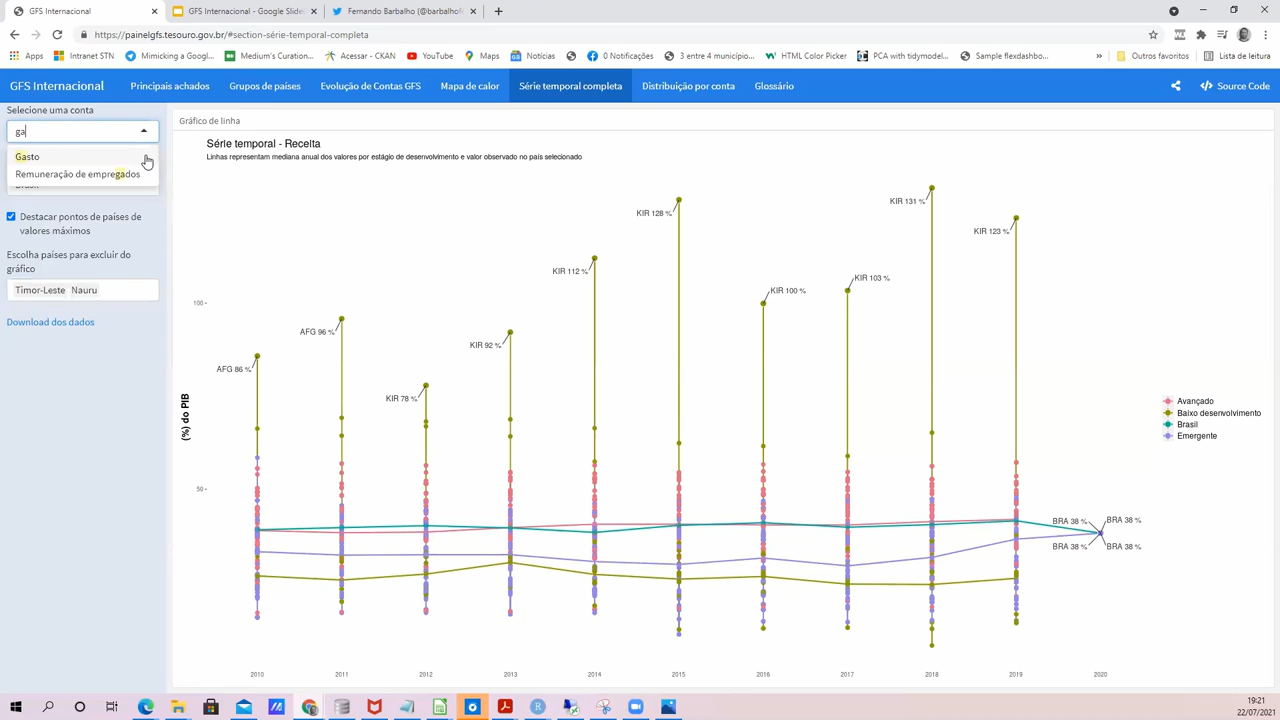 GFS Internacional
GFS Internacional - Google Slide
Fernando Barbalho (@barbalhofe
https://painelgfs.tesouro.gov.br/#section-série-temporal-completa
Apps
Intranet STN
Mimicking a Googl...
Medium's Curation...
Acessar - CKAN
YouTube
Maps
Notícias
0 Notificações
3 entre 4 município...
HTML Color Picker
PCA with tidymodel...
Sample flexdashbo...
»
Outros favoritos
Lista de leitura
GFS Internacional
Principais achados
Grupos de países
Evolução de Contas GFS
Mapa de calor
Série temporal completa
Distribuição por conta
Glossário
Source Code
Selecione uma conta
ga
Gasto
Remuneração de empregados
Brasil
Destacar pontos de países de
valores máximos
Escolha países para excluir do
gráfico
Timor-Leste Nauru
Download dos dados
Gráfico de linha
Série temporal - Receita
Linhas representam mediana anual dos valores por estágio de desenvolvimento e valor observado no país selecionado
(%) do PIB
100
50
AFG 86 %
AFG 96 %
KIR 78 %
KIR 92 %
KIR 112 %
KIR 128 %
KIR 100 %
KIR 103 %
KIR 131 %
KIR 123 %
BRA 38 %
BRA 38 %
BRA 38 %
BRA 38 %
Avançado
Baixo desenvolvimento
Brasil
Emergente
2010
2011
2012
2013
2014
2015
2016
2017
2018
2019
2020
19:21
22/07/2021